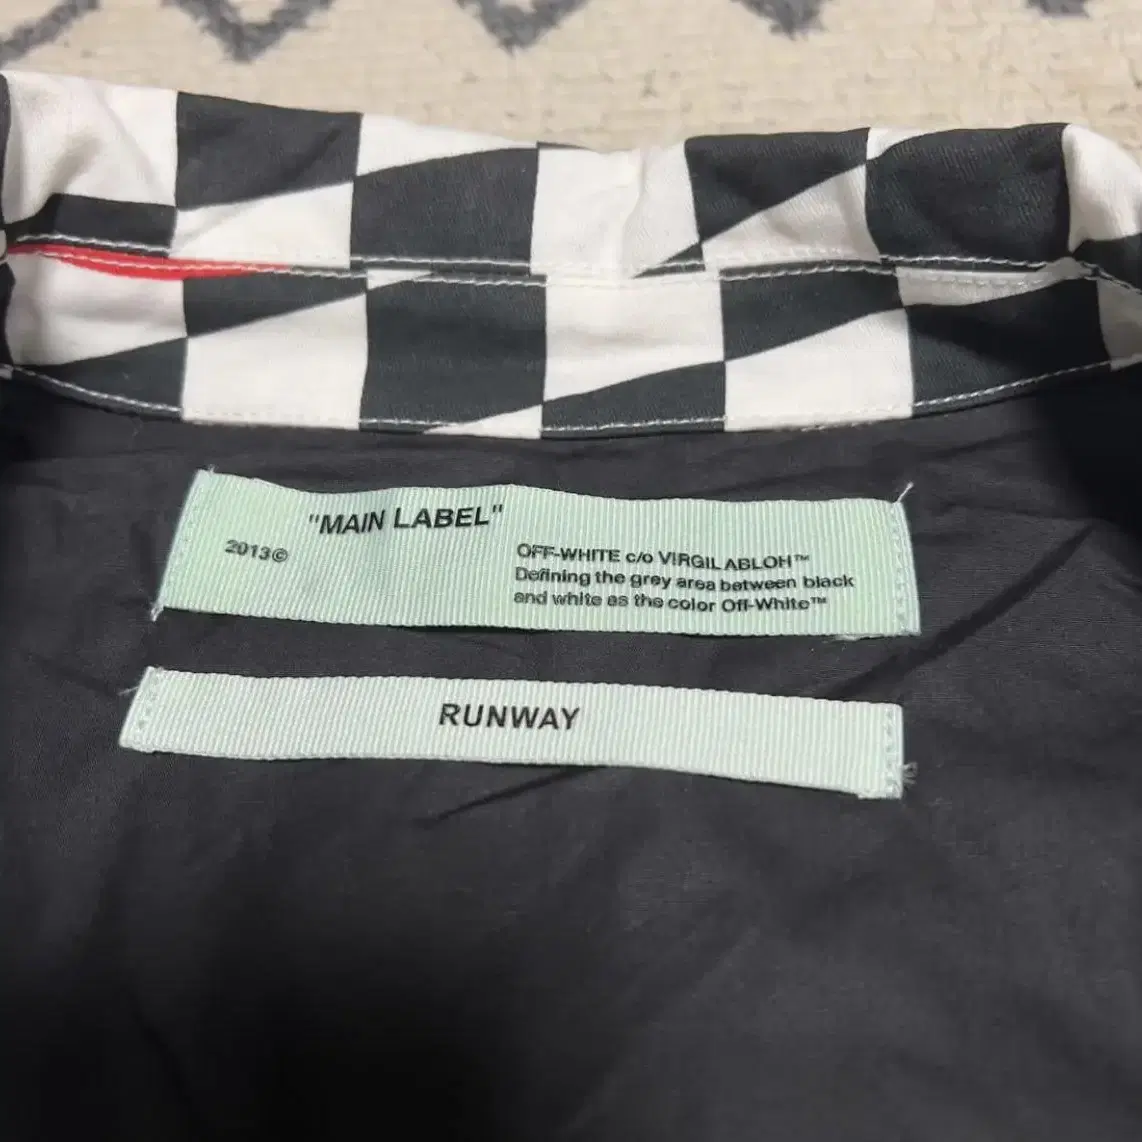 "MAIN LABEL"
2013©
OFF-WHITE c/o VIRGIL ABLOH™
Defining the grey area between black
and white as the color Off-White™
RUNWAY